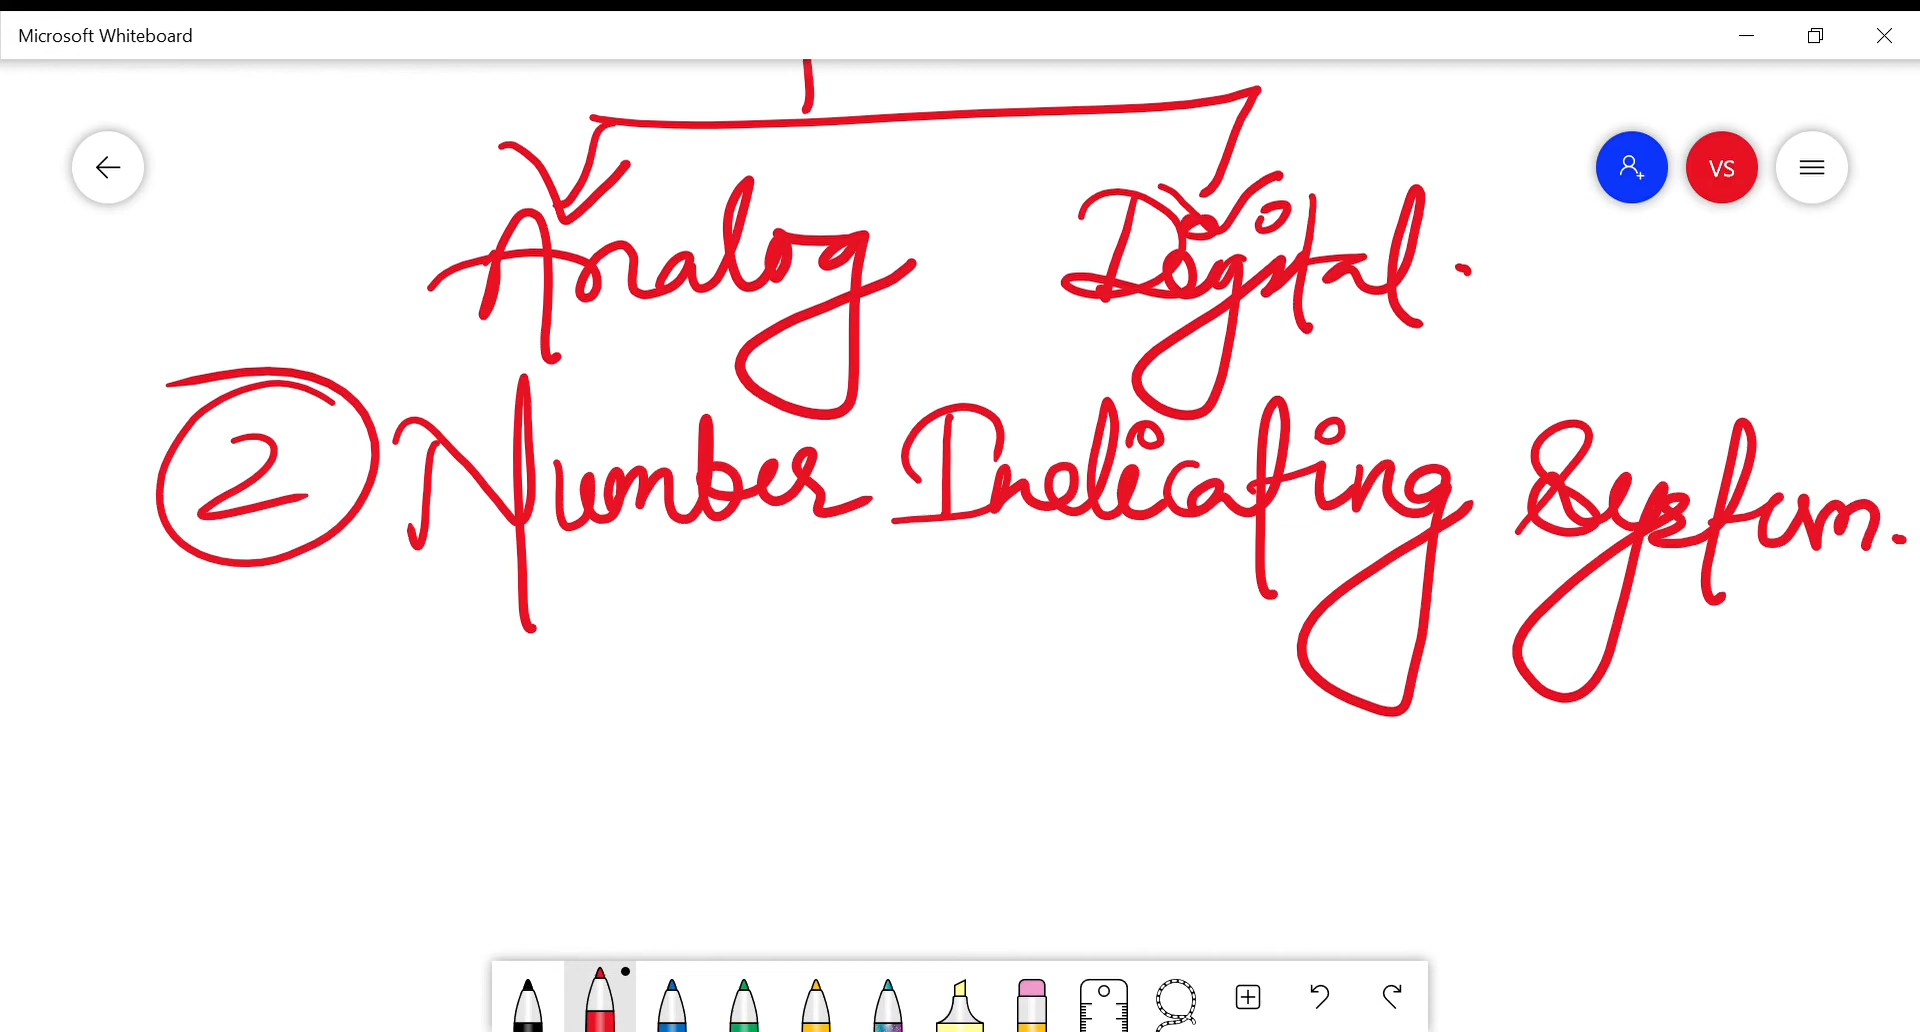 Microsoft Whiteboard
VS
Analog Digital.
2 Number Indicating System.